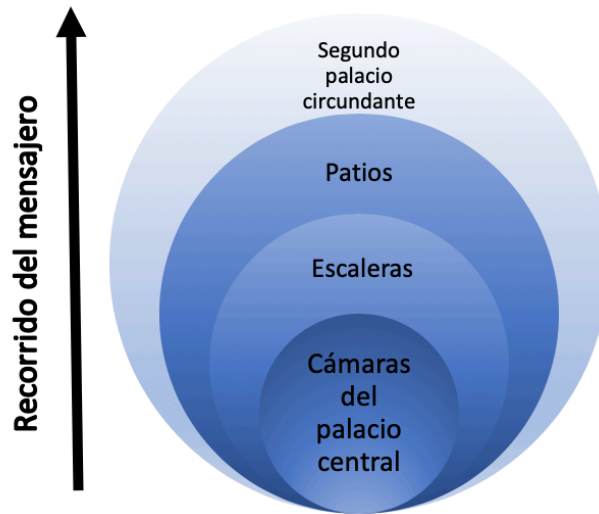 Recorrido del mensajero
Segundo
palacio
circundante
Patios
Escaleras
Cámaras
del
palacio
central